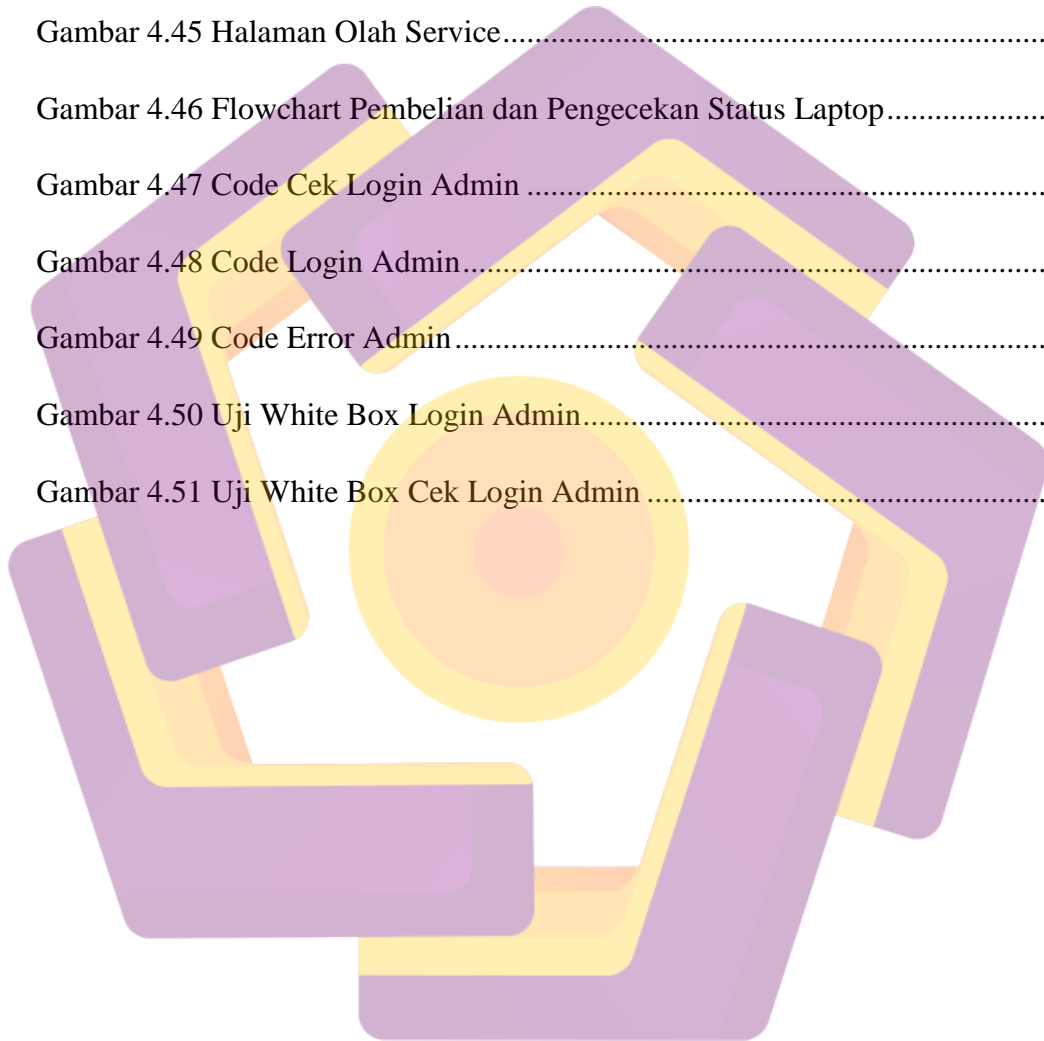 Gambar 4.45 Halaman Olah Service......................................................................
Gambar 4.46 Flowchart Pembelian dan Pengecekan Status Laptop....................
Gambar 4.47 Code Cek Login Admin ..................................................................
Gambar 4.48 Code Login Admin..........................................................................
Gambar 4.49 Code Error Admin...........................................................................
Gambar 4.50 Uji White Box Login Admin...........................................................
Gambar 4.51 Uji White Box Cek Login Admin ...................................................